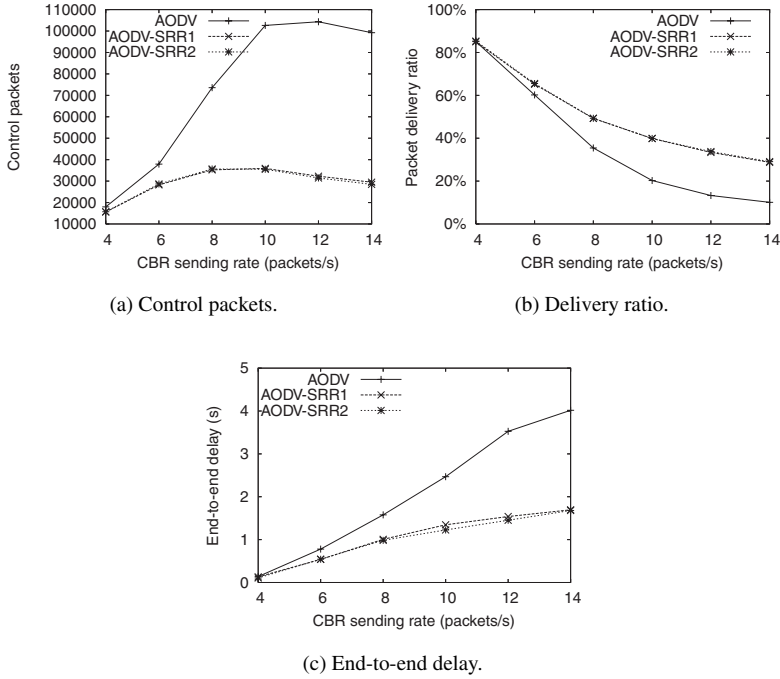 110000
100000
90000
80000
70000
60000
50000
40000
30000
20000
10000
Control packets
AODV
AODV-SRR1
AODV-SRR2
4 6 8 10 12 14
CBR sending rate (packets/s)
(a) Control packets.
100%
80%
60%
40%
20%
0%
Packet delivery ratio
AODV
AODV-SRR1
AODV-SRR2
4 6 8 10 12 14
CBR sending rate (packets/s)
(b) Delivery ratio.
5
4
3
2
1
0
End-to-end delay (s)
AODV
AODV-SRR1
AODV-SRR2
4 6 8 10 12 14
CBR sending rate (packets/s)
(c) End-to-end delay.